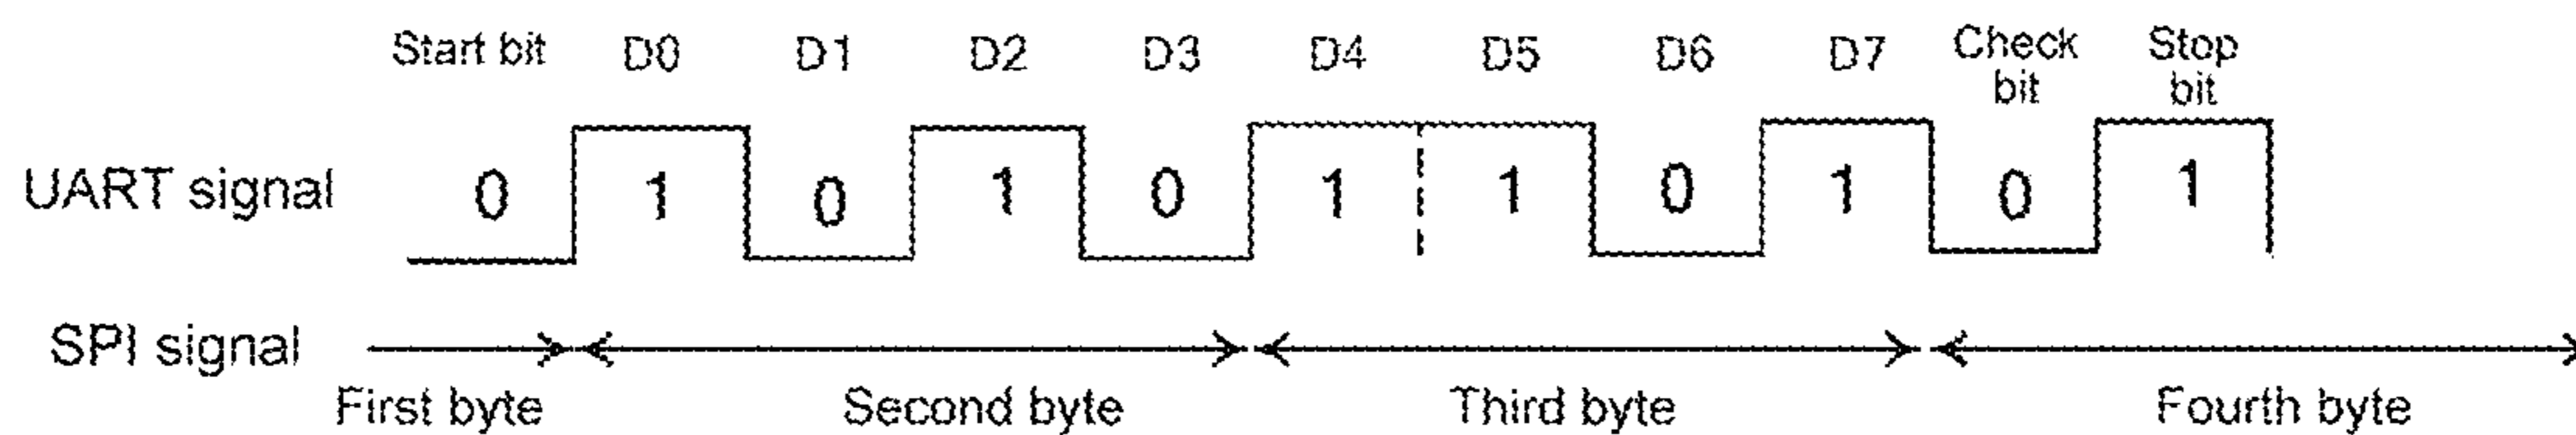 Start bit D0 D1 D2 D3 D4 D5 D6 D7 Check bit Stop bit
UART signal 0 1 0 1 0 1 1 0 1 0 1
SPI signal
First byte Second byte Third byte Fourth byte